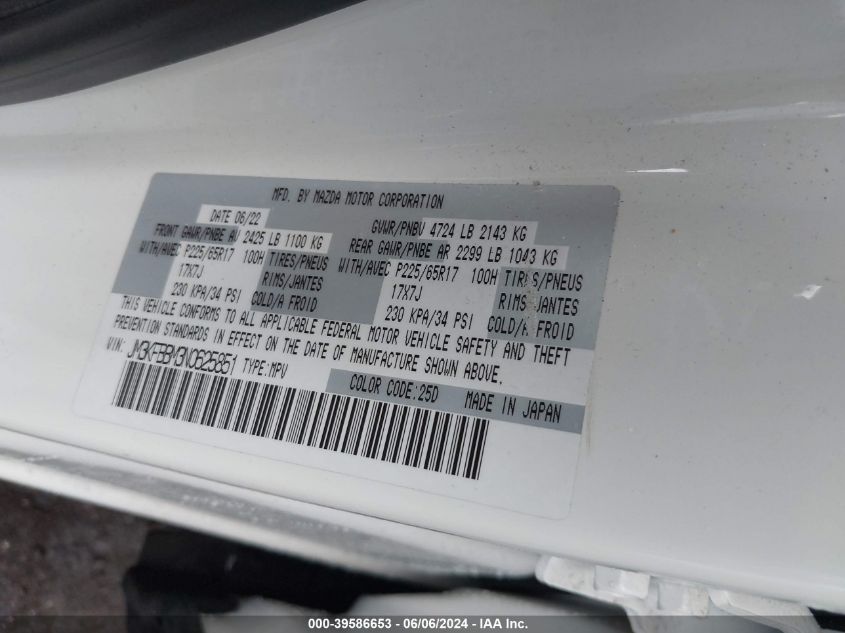 MFD. BY MAZDA MOTOR CORPORATION
DATE 06/22 GVWR/PNBV 4724 LB 2143 KG
FRONT GAWR/PNBE AV 2425 LB 1100 KG REAR GAWR/PNBE AR 2299 LB 1043 KG
WITH/AVEC P225/65R17 100H TIRES/PNEUS WITH/AVEC P225/65R17 100H TIRES/PNEUS
17X7J RIMS/JANTES 17X7J RIMS/JANTES
230 KPA/34 PSI COLD/A FROID 230 KPA/34 PSI COLD/A FROID
THIS VEHICLE CONFORMS TO ALL APPLICABLE FEDERAL MOTOR VEHICLE SAFETY AND THEFT
PREVENTION STANDARDS IN EFFECT ON THE DATE OF MANUFACTURE SHOWN ABOVE.
VIN: JM3KFBBM3N0625851 TYPE:MPV
COLOR CODE:25D MADE IN JAPAN
000-39586653 - 06/06/2024 - IAA Inc.